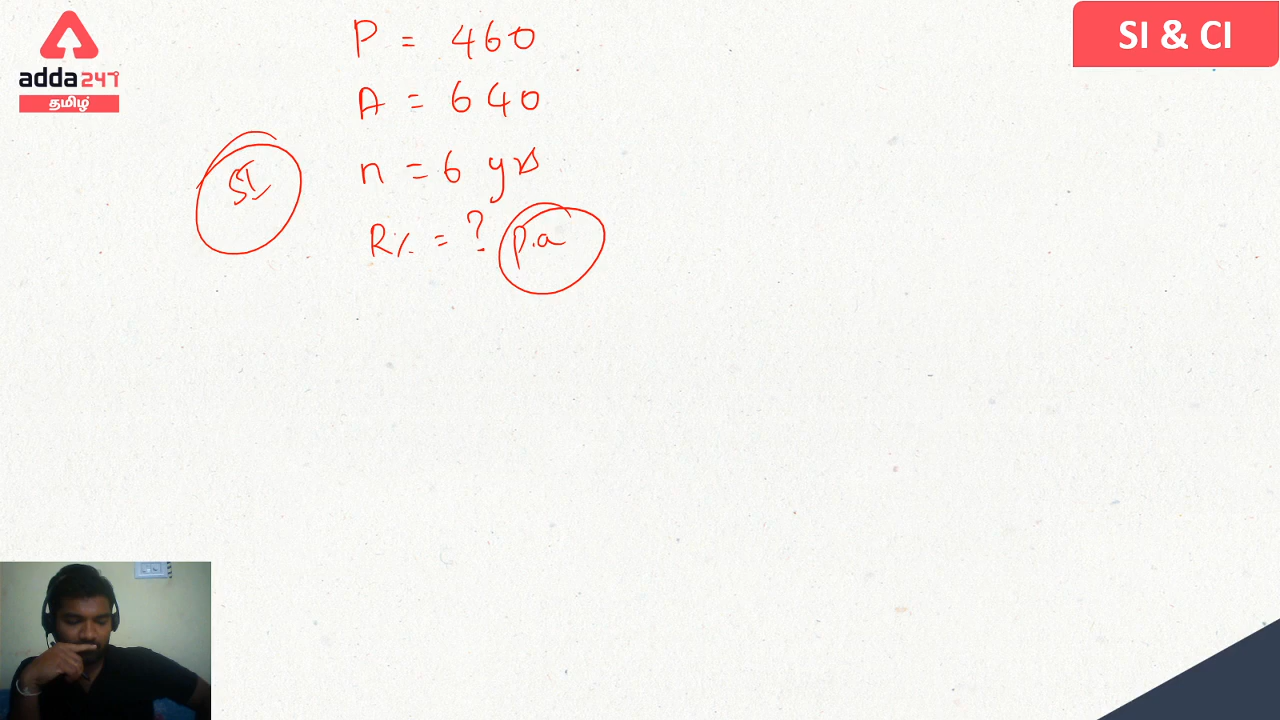 adda247
தமிழ்
SI & CI
P = 460
A = 640
SI
n = 6 yrs
R% = ? p.a